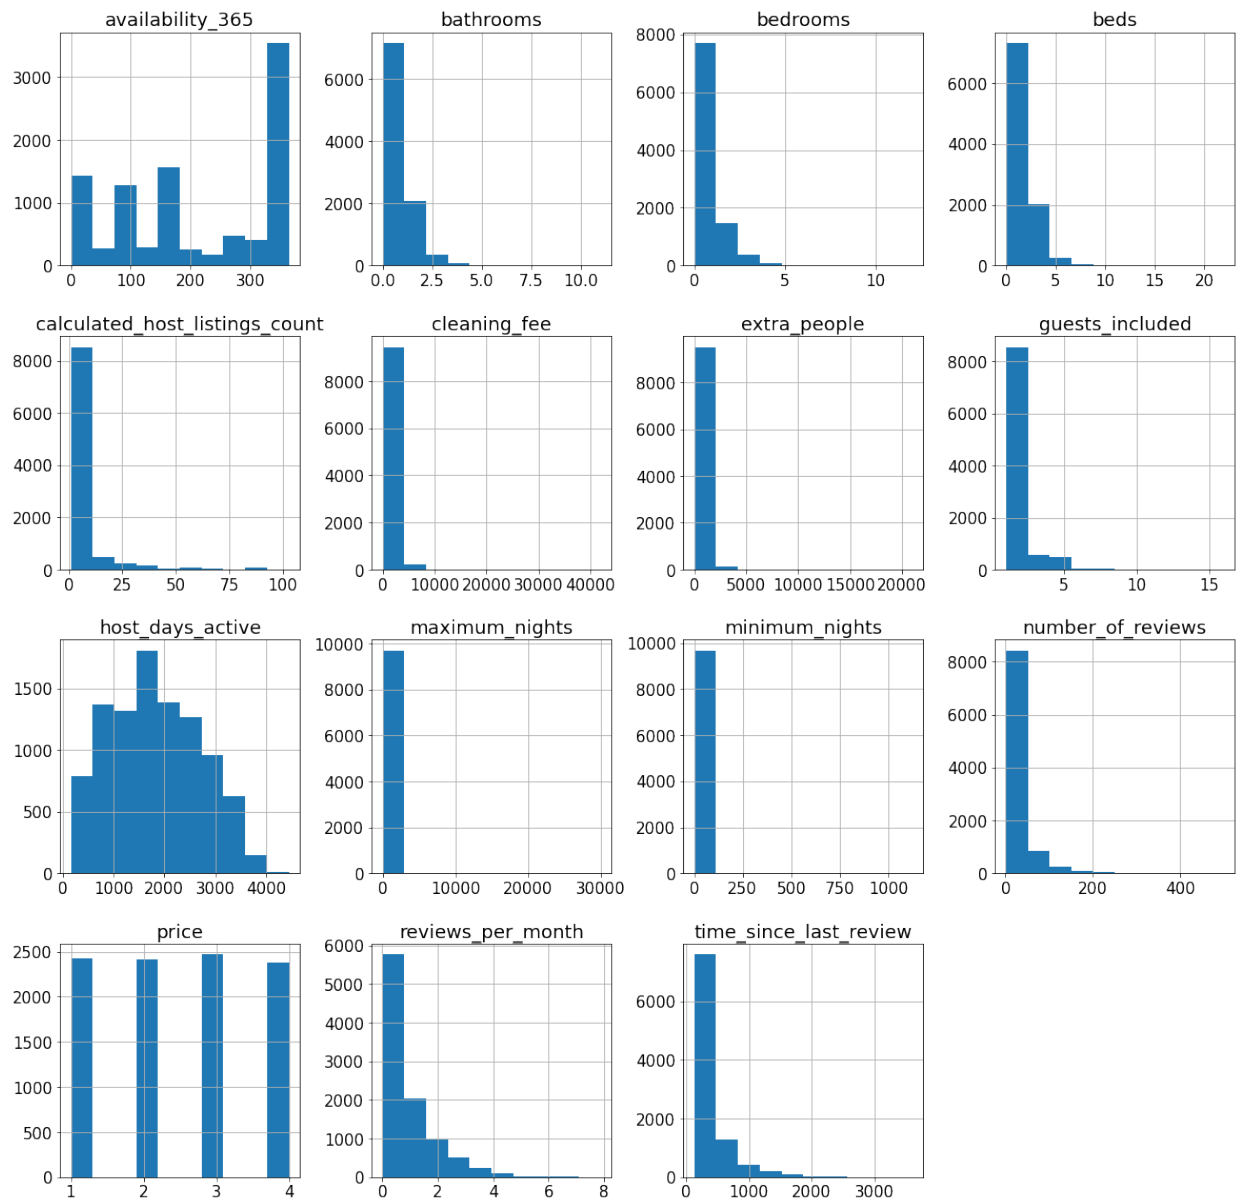 availability_365 bathrooms bedrooms beds
3000 2000 1000 0
0 100 200 300
6000 4000 2000 0
0.0 2.5 5.0 7.5 10.0
8000 6000 4000 2000 0
0 5 10
8000 6000 4000 2000 0
0 5 10 15 20
calculated_host_listings_count cleaning_fee extra_people guests_included
8000 6000 4000 2000 0
0 25 50 75 100
8000 6000 4000 2000 0
0 10000 20000 30000 40000
8000 6000 4000 2000 0
0 5000 10000 15000 20000
8000 6000 4000 2000 0
5 10 15
host_days_active maximum_nights minimum_nights number_of_reviews
1500 1000 500 0
0 1000 2000 3000 4000
10000 8000 6000 4000 2000 0
0 10000 20000 30000
10000 8000 6000 4000 2000 0
0 250 500 750 1000
8000 6000 4000 2000 0
0 200 400
price reviews_per_month time_since_last_review
2500 2000 1500 1000 500 0
1 2 3 4
6000 5000 4000 3000 2000 1000 0
0 2 4 6 8
6000 4000 2000 0
0 1000 2000 3000